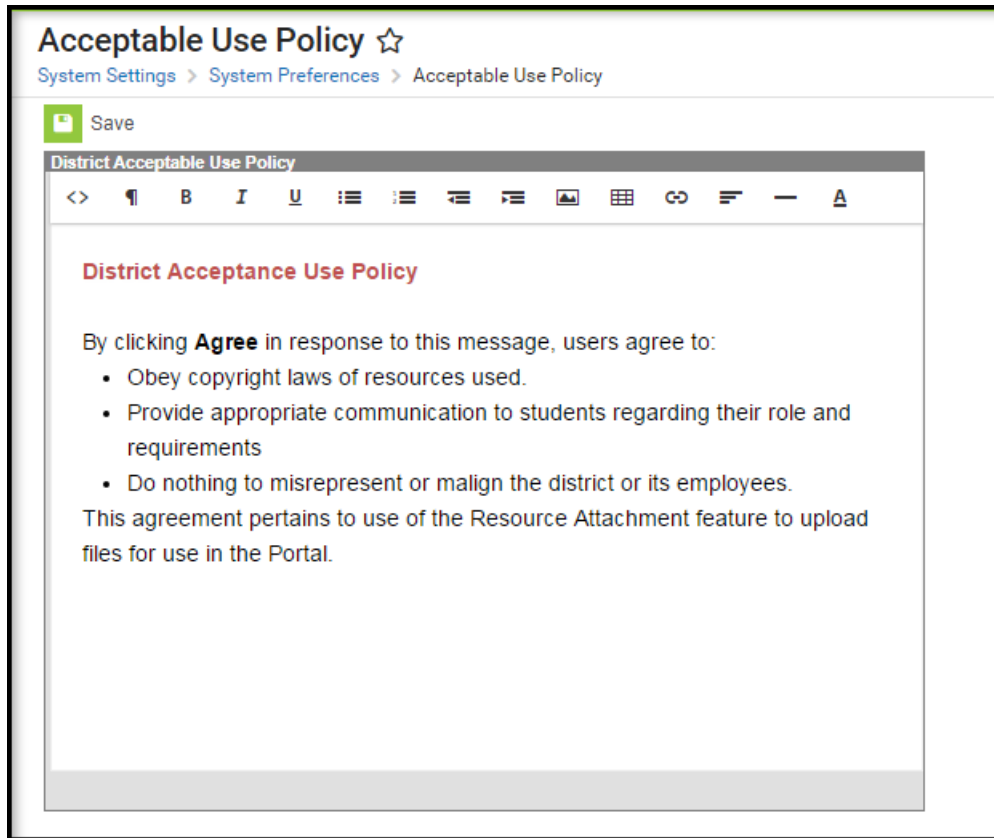 Acceptable Use Policy
System Settings > System Preferences > Acceptable Use Policy
Save
District Acceptable Use Policy
<> ¶ B I U A
District Acceptance Use Policy
By clicking Agree in response to this message, users agree to:
• Obey copyright laws of resources used.
• Provide appropriate communication to students regarding their role and
requirements
• Do nothing to misrepresent or malign the district or its employees.
This agreement pertains to use of the Resource Attachment feature to upload
files for use in the Portal.